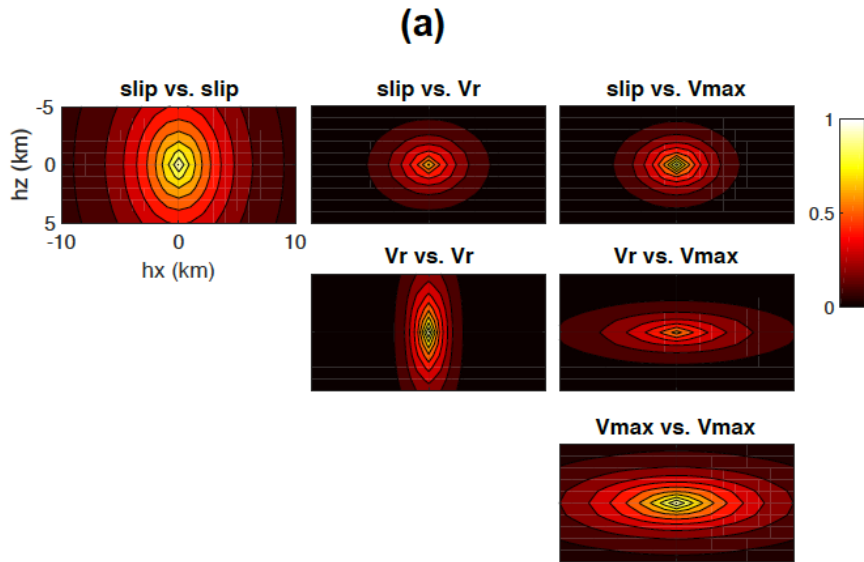 (a)
slip vs. slip
slip vs. Vr
slip vs. Vmax
-5
0
5
hz (km)
-10
0
10
hx (km)
1
0.5
0
Vr vs. Vr
Vr vs. Vmax
Vmax vs. Vmax